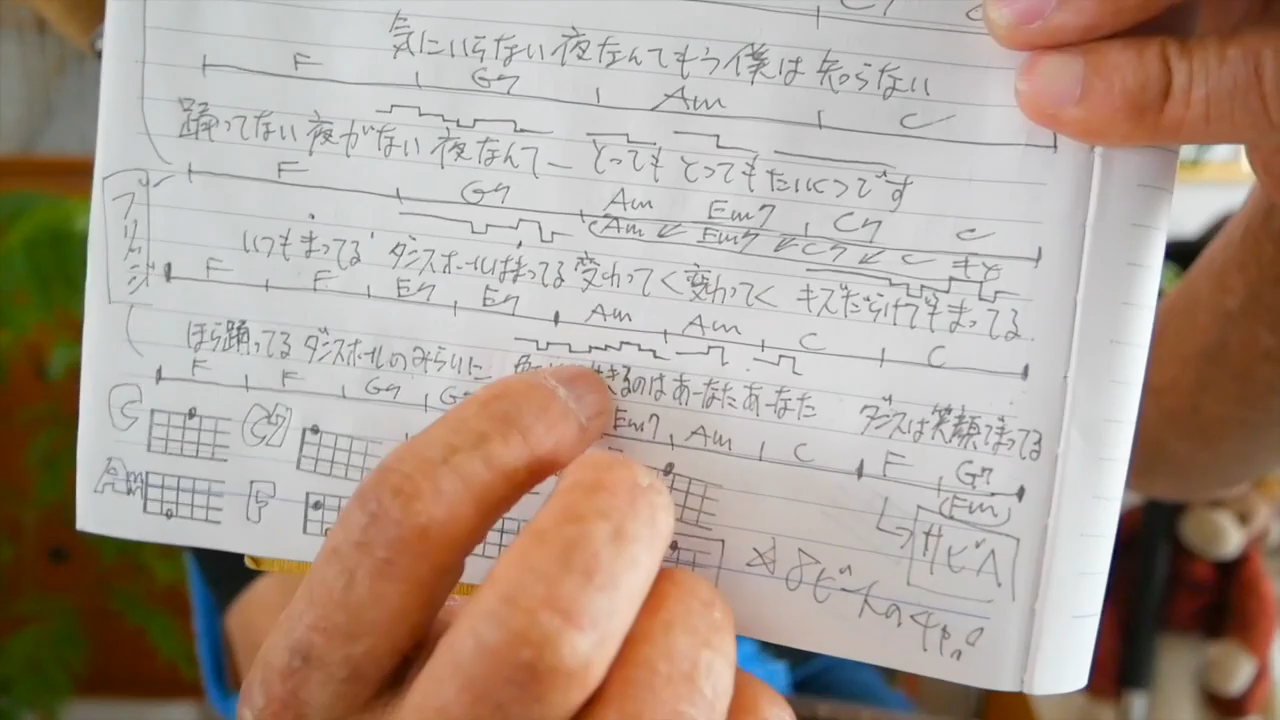 C7 C
気にいらない夜なんてもう僕は知らない
F G7 Am C
踊ってない夜がない夜なんて— とっても とっても たいくつです
F G7 Am Em7 C7 C
(Am ↙ Em7 ↙ C7 ↙ C
ブリッジ
いつもまってる ダンスホールはまってる 変わってく変わってく キズだらけでもまってる
F F E7 E7 Am Am C C
ほら踊ってる ダンスホールのみらいに 生きるのは あーなた あーなた ダンスは笑顔でまってる
F F G7 Em7 Am C F G7
(Em)
C C7
Am F
↳ サビへ
☆8ビートの4P!